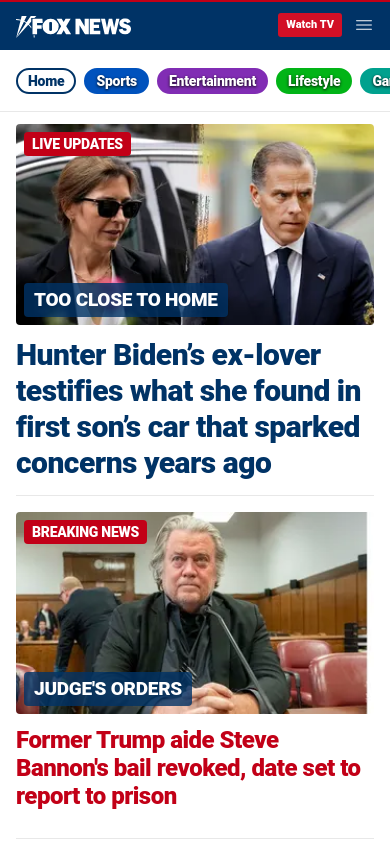 FOX NEWS
Watch TV
Home
Sports
Entertainment
Lifestyle
Ga
LIVE UPDATES
TOO CLOSE TO HOME
Hunter Biden’s ex-lover
testifies what she found in
first son’s car that sparked
concerns years ago
BREAKING NEWS
JUDGE'S ORDERS
Former Trump aide Steve
Bannon's bail revoked, date set to
report to prison